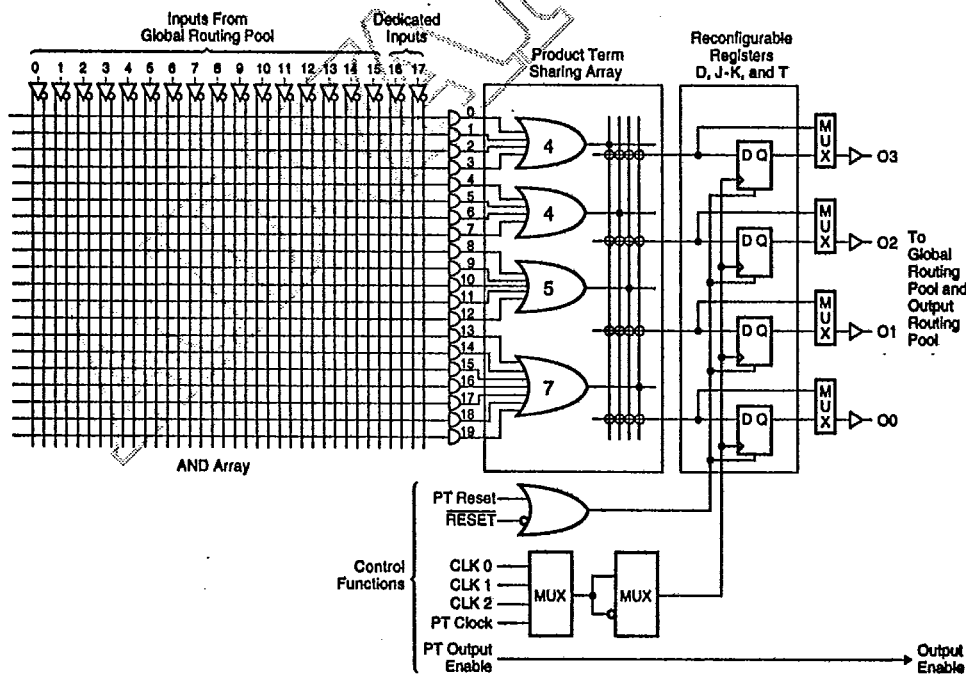 Inputs From
Global Routing Pool
Dedicated
Inputs
0 1 2 3 4 5 6 7 8 9 10 11 12 13 14 15 16 17
Product Term
Sharing Array
Reconfigurable
Registers
D, J-K, and T
0
1
2
3
4
5
6
7
8
9
10
11
12
13
14
15
16
17
18
19
4
4
5
7
D Q
D Q
D Q
D Q
MUX
MUX
MUX
MUX
O3
O2
O1
O0
To
Global
Routing
Pool and
Output
Routing
Pool
AND Array
Control
Functions
PT Reset
RESET
CLK 0
CLK 1
CLK 2
PT Clock
MUX
MUX
PT Output
Enable
Output
Enable